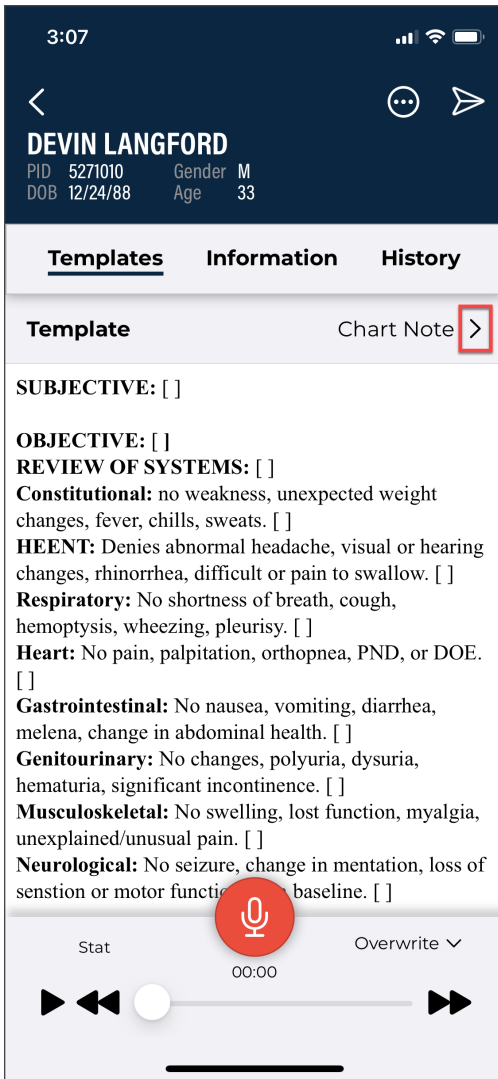 3:07
DEVIN LANGFORD
PID 5271010 Gender M
DOB 12/24/88 Age 33
Templates Information History
Template Chart Note
SUBJECTIVE: [ ]
OBJECTIVE: [ ]
REVIEW OF SYSTEMS: [ ]
Constitutional: no weakness, unexpected weight
changes, fever, chills, sweats. [ ]
HEENT: Denies abnormal headache, visual or hearing
changes, rhinorrhea, difficult or pain to swallow. [ ]
Respiratory: No shortness of breath, cough,
hemoptysis, wheezing, pleurisy. [ ]
Heart: No pain, palpitation, orthopnea, PND, or DOE.
[ ]
Gastrointestinal: No nausea, vomiting, diarrhea,
melena, change in abdominal health. [ ]
Genitourinary: No changes, polyuria, dysuria,
hematuria, significant incontinence. [ ]
Musculoskeletal: No swelling, lost function, myalgia,
unexplained/unusual pain. [ ]
Neurological: No seizure, change in mentation, loss of
senstion or motor baseline. [ ]
Stat Overwrite
00:00